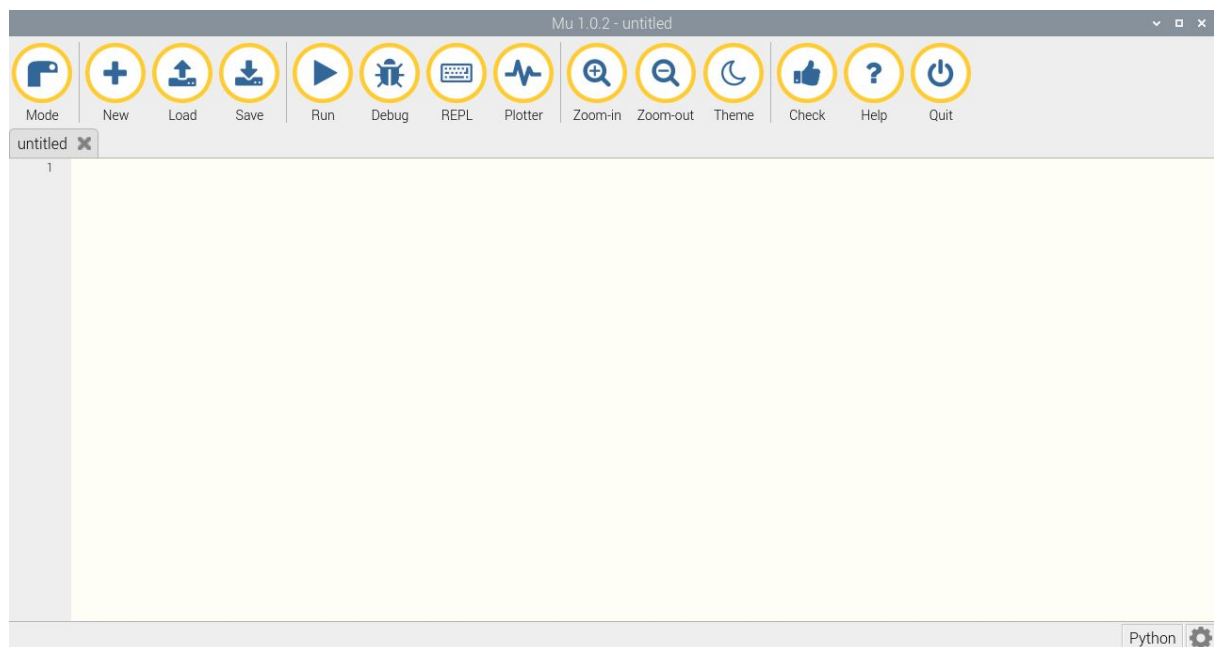 Mu 1.0.2 - untitled
Mode New Load Save Run Debug REPL Plotter Zoom-in Zoom-out Theme Check Help Quit
untitled
1
Python